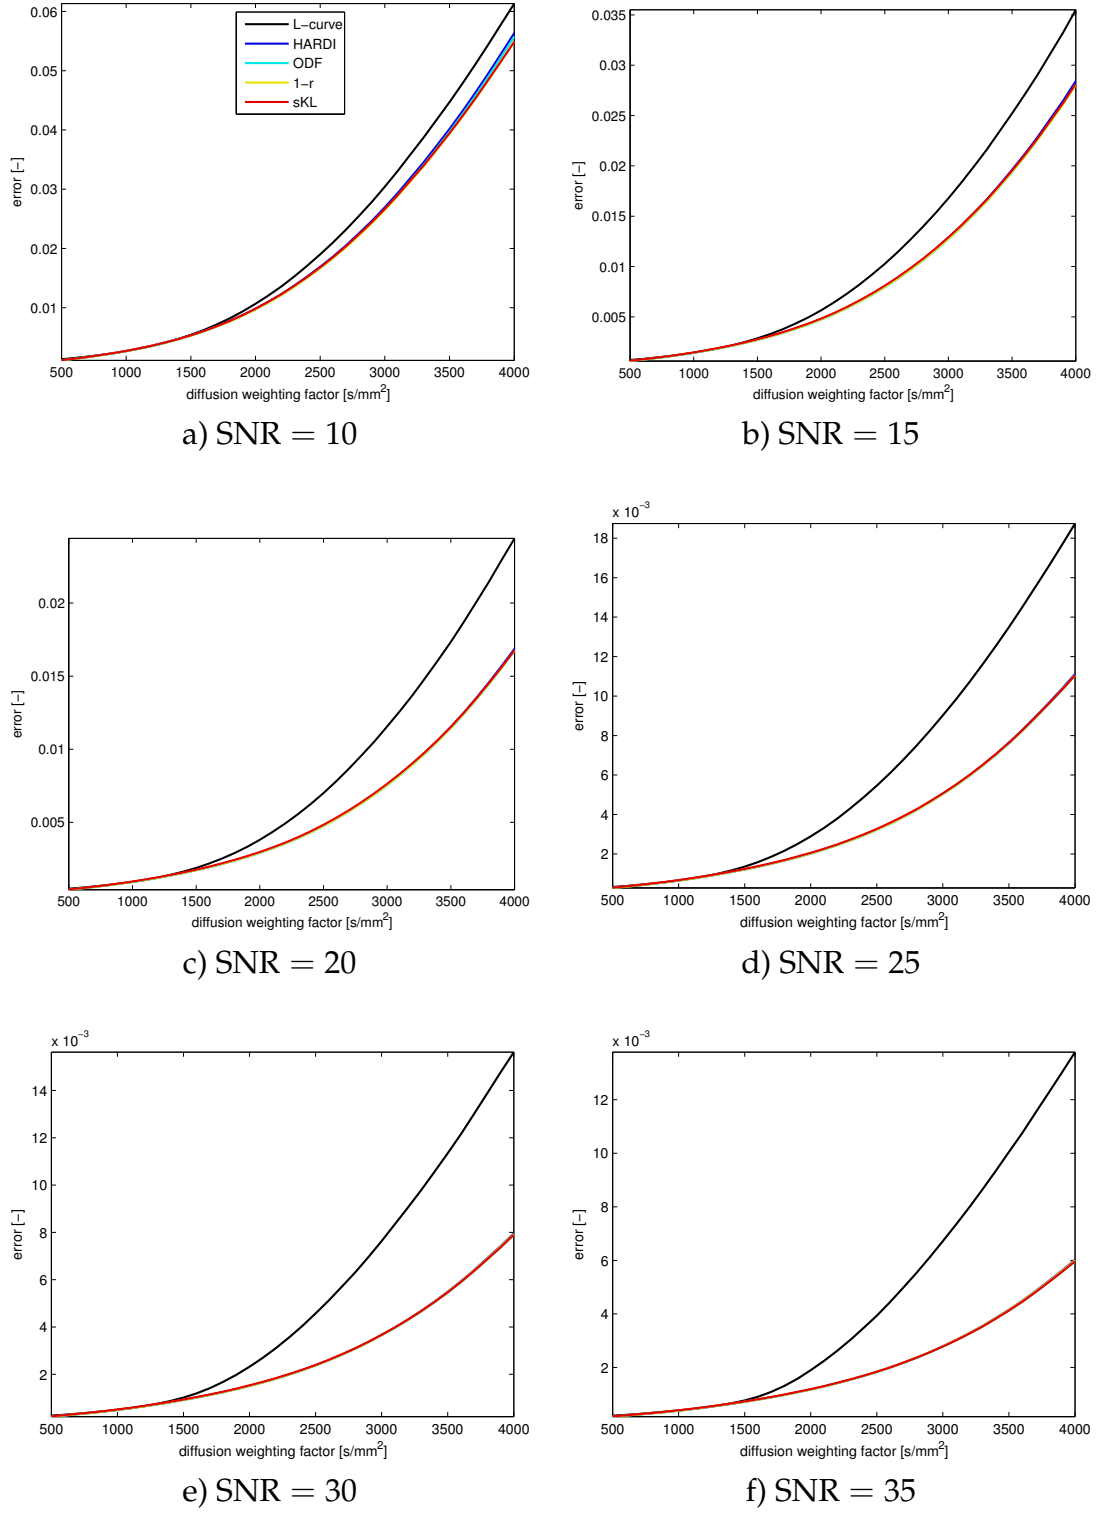 0.06
0.05
0.04
0.03
0.02
0.01
error [−]
L−curve
HARDI
ODF
1−r
sKL
500 1000 1500 2000 2500 3000 3500 4000
diffusion weighting factor [s/mm²]
a) SNR = 10
0.035
0.03
0.025
0.02
0.015
0.01
0.005
error [−]
500 1000 1500 2000 2500 3000 3500 4000
diffusion weighting factor [s/mm²]
b) SNR = 15
0.02
0.015
0.01
0.005
error [−]
500 1000 1500 2000 2500 3000 3500 4000
diffusion weighting factor [s/mm²]
c) SNR = 20
x 10⁻³
18
16
14
12
10
8
6
4
2
error [−]
500 1000 1500 2000 2500 3000 3500 4000
diffusion weighting factor [s/mm²]
d) SNR = 25
x 10⁻³
14
12
10
8
6
4
2
error [−]
500 1000 1500 2000 2500 3000 3500 4000
diffusion weighting factor [s/mm²]
e) SNR = 30
x 10⁻³
12
10
8
6
4
2
error [−]
500 1000 1500 2000 2500 3000 3500 4000
diffusion weighting factor [s/mm²]
f) SNR = 35